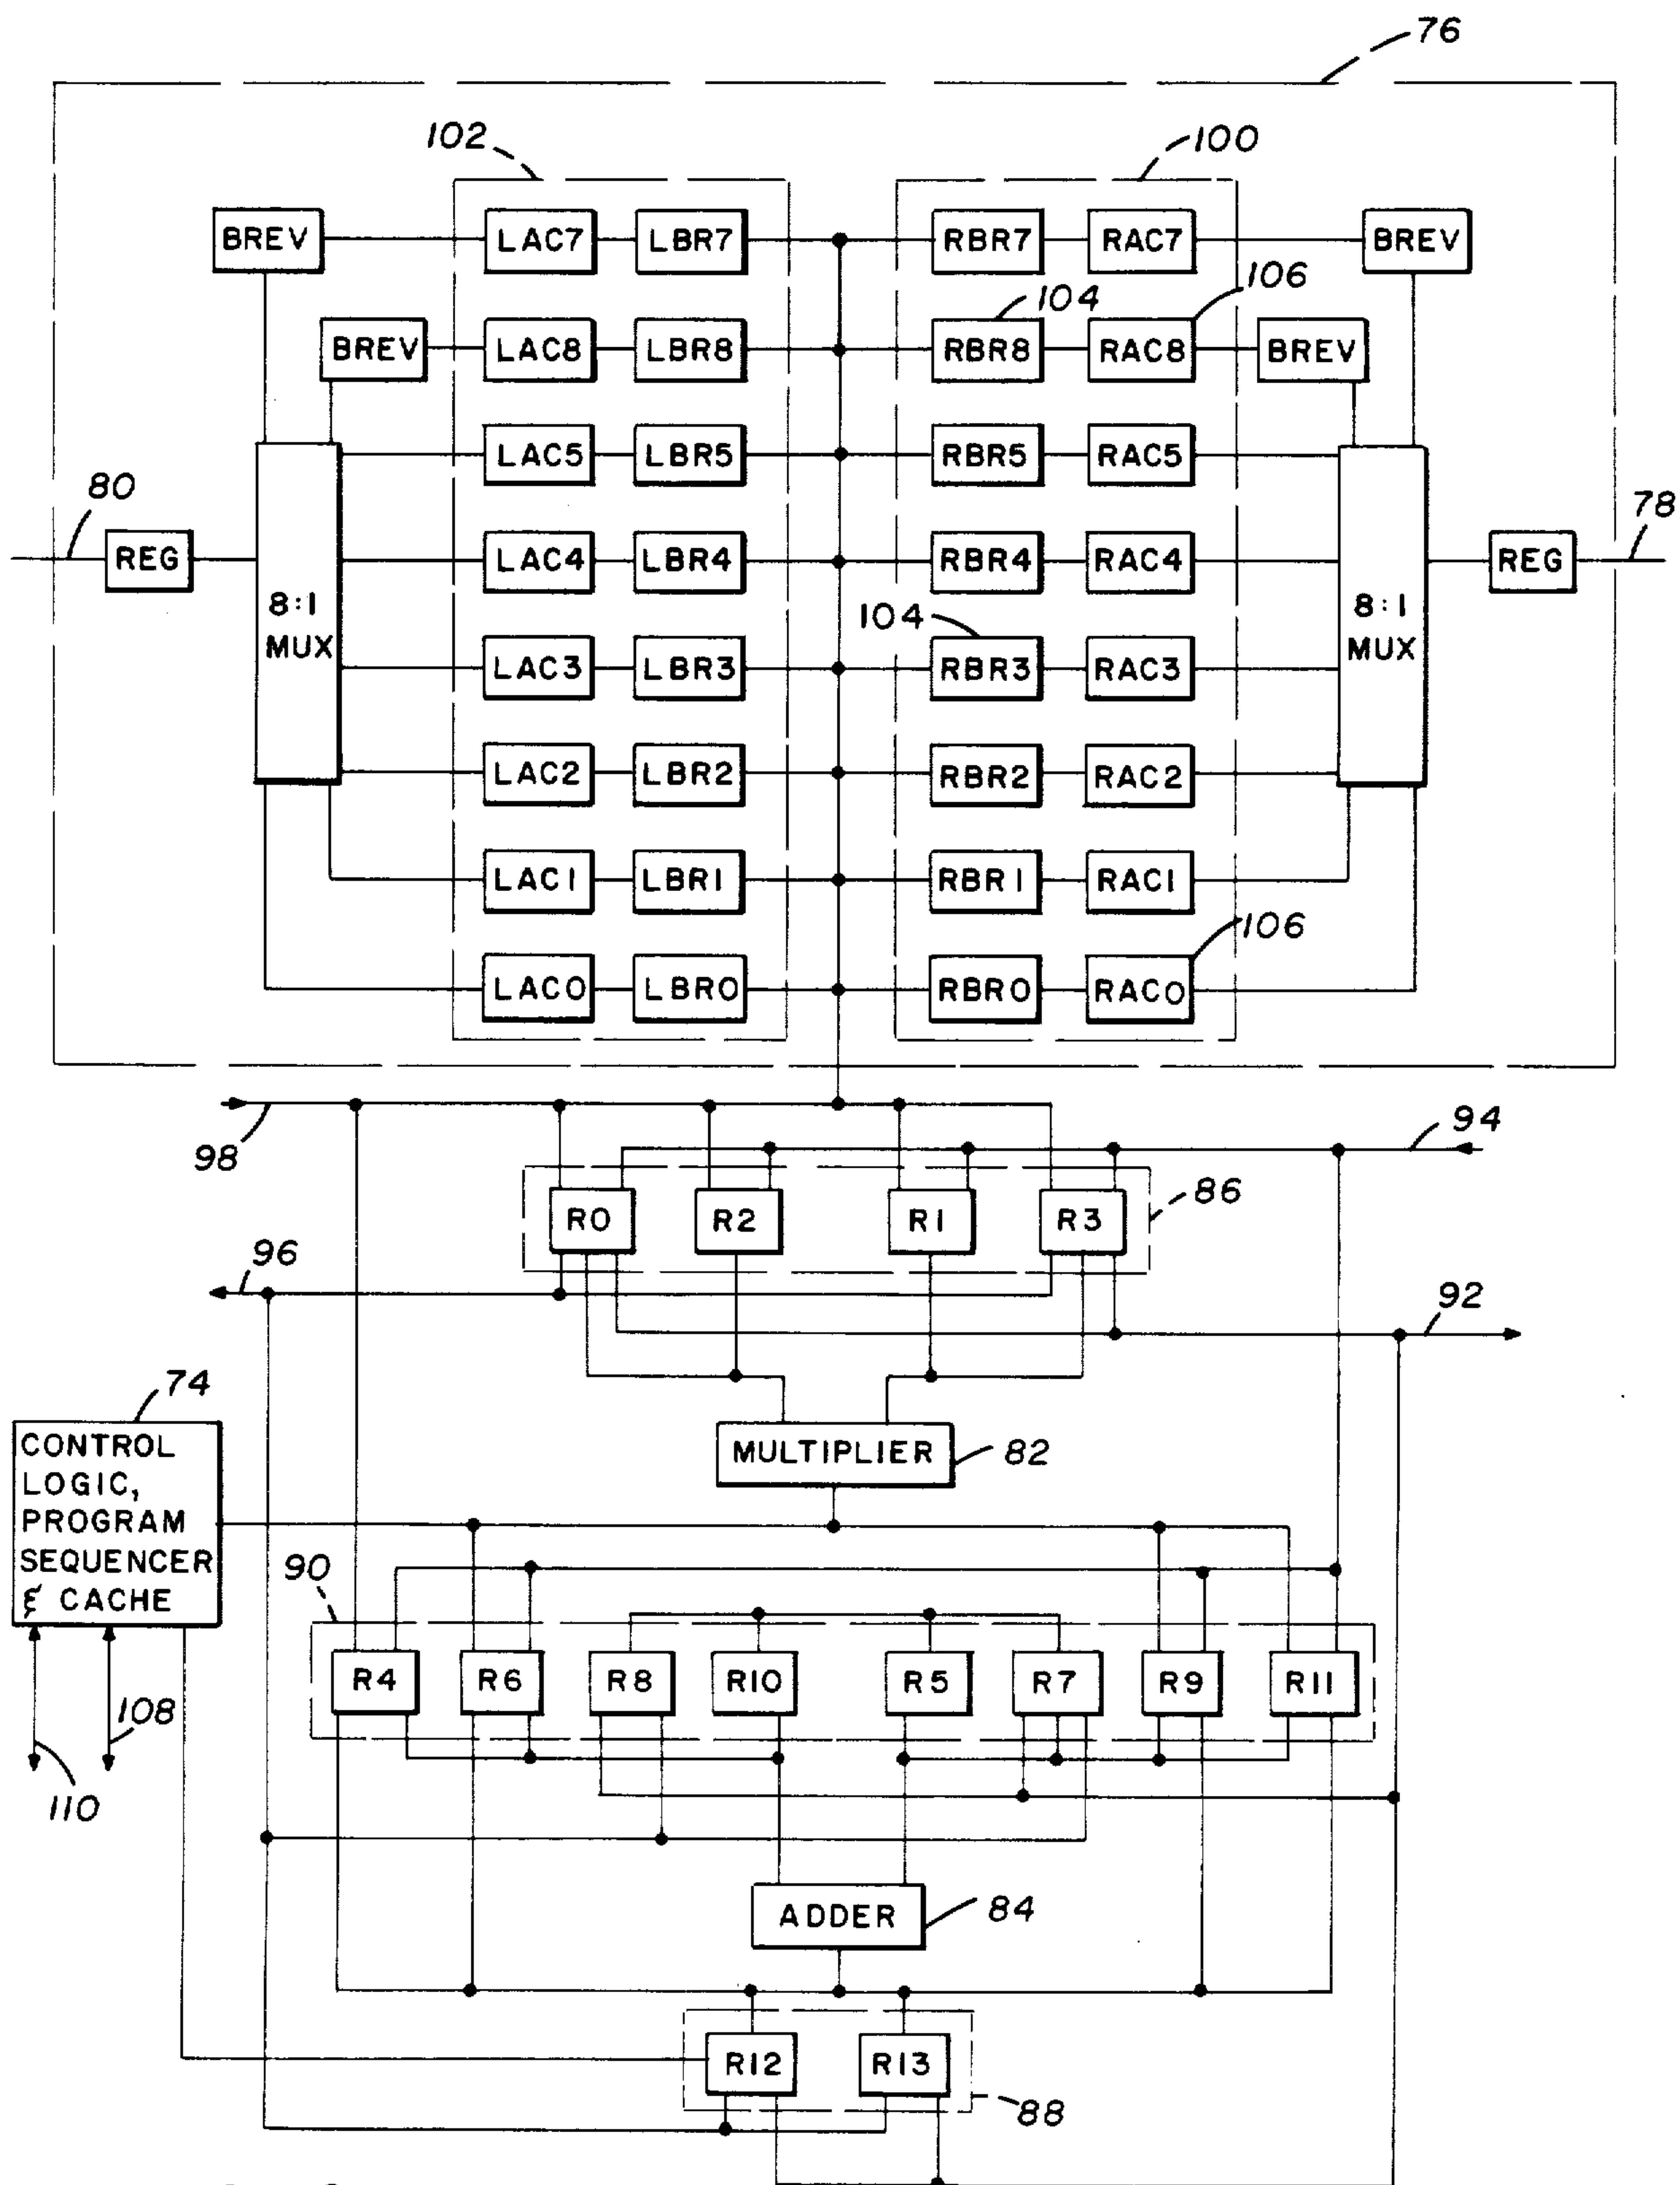 76
102
100
BREV LAC7 LBR7 RBR7 RAC7 BREV
104
106
BREV LAC8 LBR8 RBR8 RAC8 BREV
LAC5 LBR5 RBR5 RAC5
80
78
REG LAC4 LBR4 RBR4 RAC4 REG
8:1
MUX
8:1
MUX
104
LAC3 LBR3 RBR3 RAC3
LAC2 LBR2 RBR2 RAC2
LAC1 LBR1 RBR1 RAC1
106
LAC0 LBR0 RBR0 RAC0
98
94
86
R0 R2 R1 R3
96
92
74
CONTROL
LOGIC,
PROGRAM
SEQUENCER
& CACHE
MULTIPLIER
82
90
R4 R6 R8 R10 R5 R7 R9 R11
108
110
ADDER
84
R12 R13
88